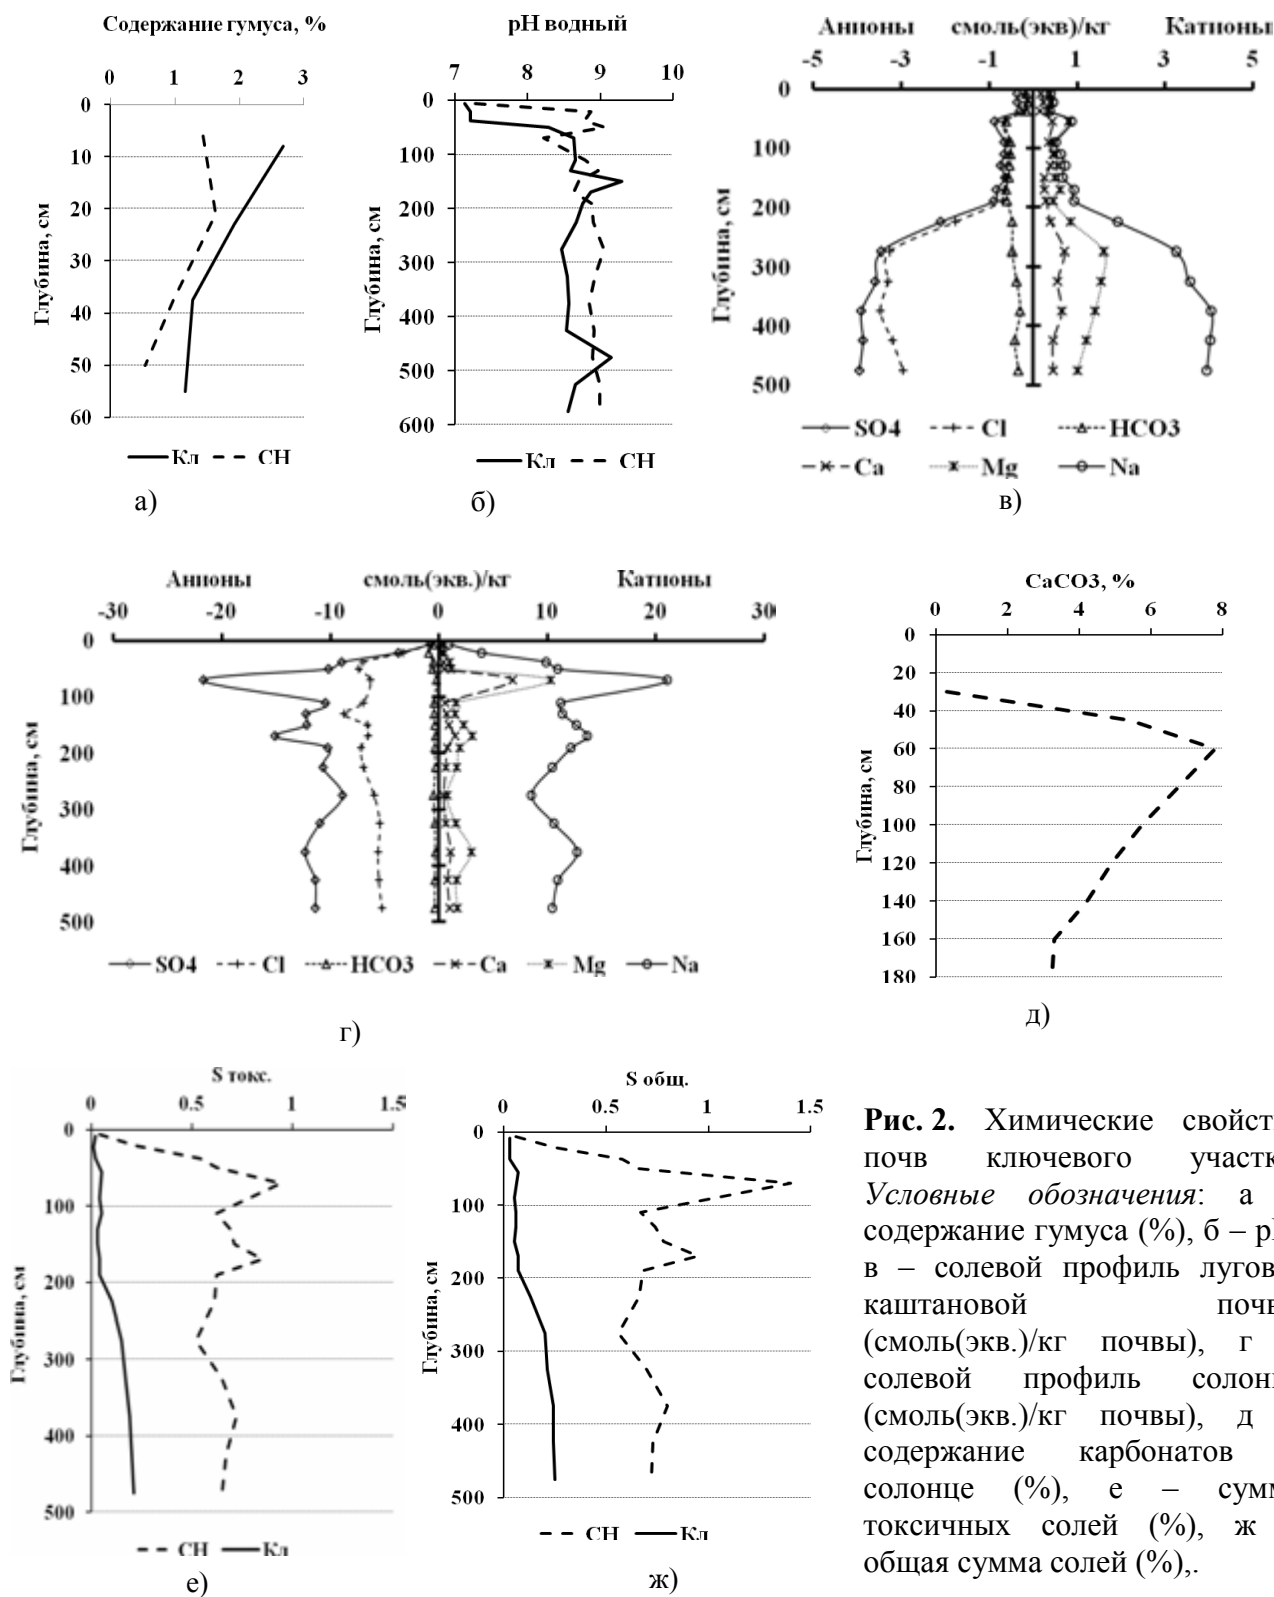 Содержание гумуса, %
0 1 2 3
0
10
20
30
40
50
60
Глубина, см
Кл СН
а)
pH водный
7 8 9 10
0
100
200
300
400
500
600
Глубина, см
Кл СН
б)
Анионы смоль(экв)/кг Катионы
-5 -3 -1 1 3 5
0
100
200
300
400
500
Глубина, см
SO4 Cl HCO3
Ca Mg Na
в)
Анионы смоль(экв.)/кг Катионы
-30 -20 -10 0 10 20 30
0
100
200
300
400
500
Глубина, см
SO4 Cl HCO3 Ca Mg Na
г)
CaCO3, %
0 2 4 6 8
0
20
40
60
80
100
120
140
160
180
Глубина, см
д)
S токс.
0 0.5 1 1.5
0
100
200
300
400
500
Глубина, см
СН Кл
е)
S общ.
0 0.5 1 1.5
0
100
200
300
400
500
Глубина, см
СН Кл
ж)
Рис. 2. Химические свойств
почв ключевого участк
Условные обозначения: а
содержание гумуса (%), б – p
в – солевой профиль лугов
каштановой почв
(смоль(экв.)/кг почвы), г
солевой профиль солон
(смоль(экв.)/кг почвы), д
содержание карбонатов
солонце (%), е – сумм
токсичных солей (%), ж
общая сумма солей (%),.